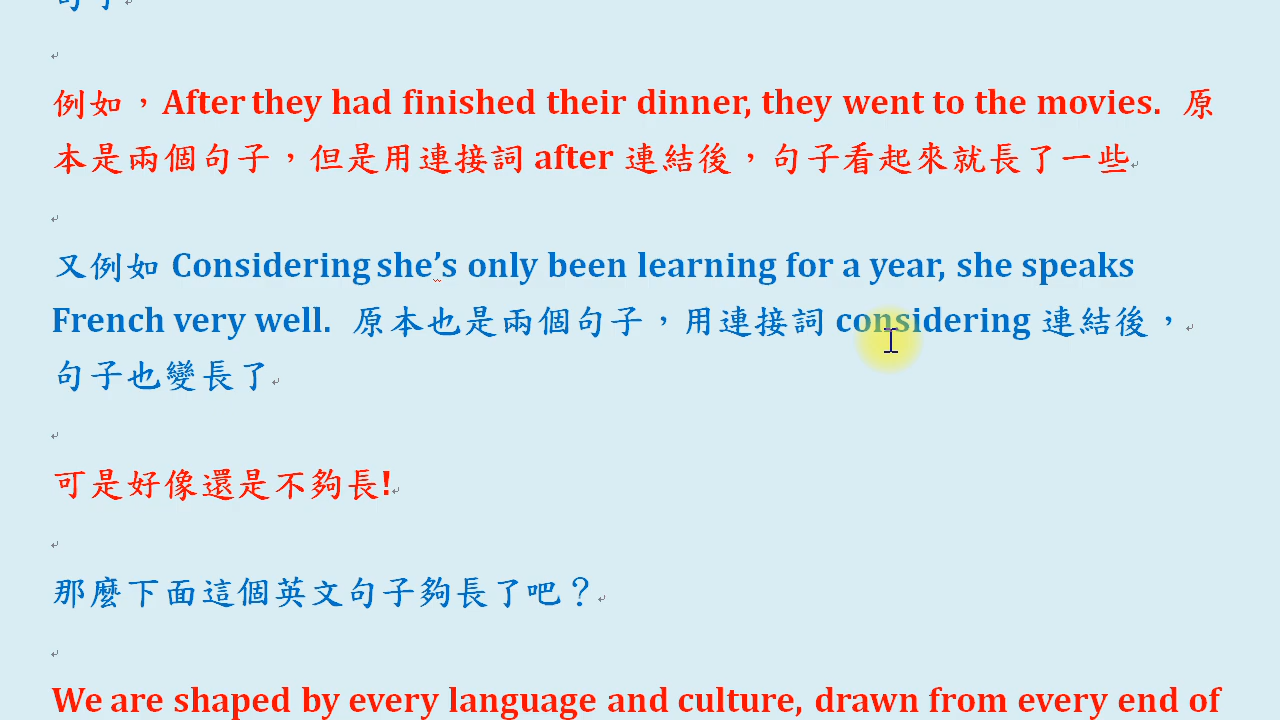 句子
例如，After they had finished their dinner, they went to the movies. 原
本是兩個句子，但是用連接詞 after 連結後，句子看起來就長了一些
又例如 Considering she’s only been learning for a year, she speaks
French very well. 原本也是兩個句子，用連接詞 considering 連結後，
句子也變長了
可是好像還是不夠長!
那麼下面這個英文句子夠長了吧？
We are shaped by every language and culture, drawn from every end of